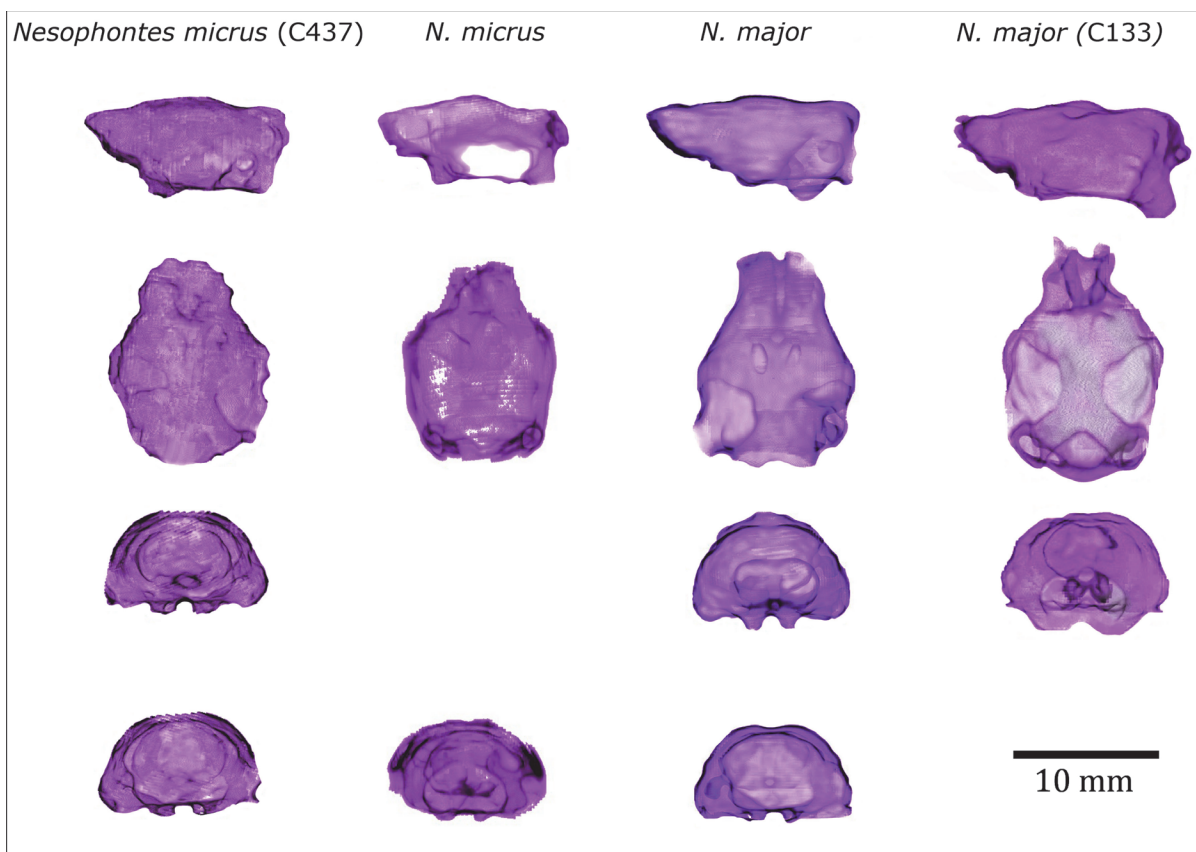 Nesophontes micrus (C437)
N. micrus
N. major
N. major (C133)
10 mm